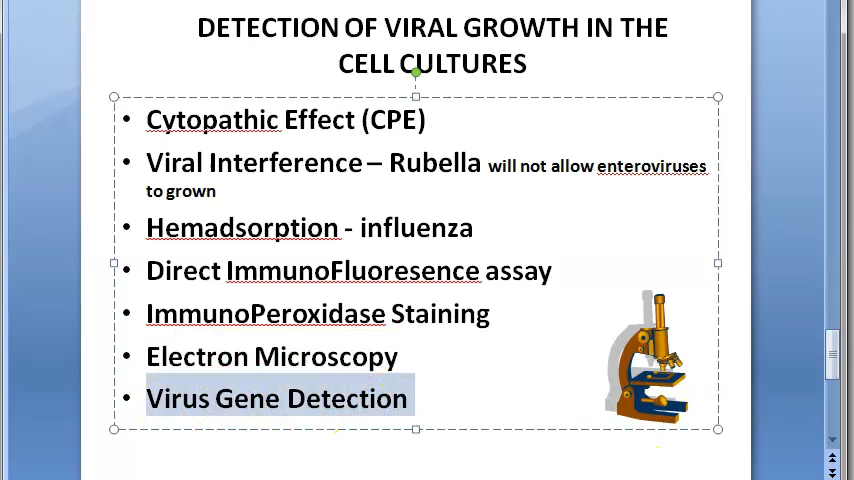 DETECTION OF VIRAL GROWTH IN THE
CELL CULTURES
• Cytopathic Effect (CPE)
• Viral Interference – Rubella will not allow enteroviruses
to grown
• Hemadsorption - influenza
• Direct ImmunoFluoresence assay
• ImmunoPeroxidase Staining
• Electron Microscopy
• Virus Gene Detection